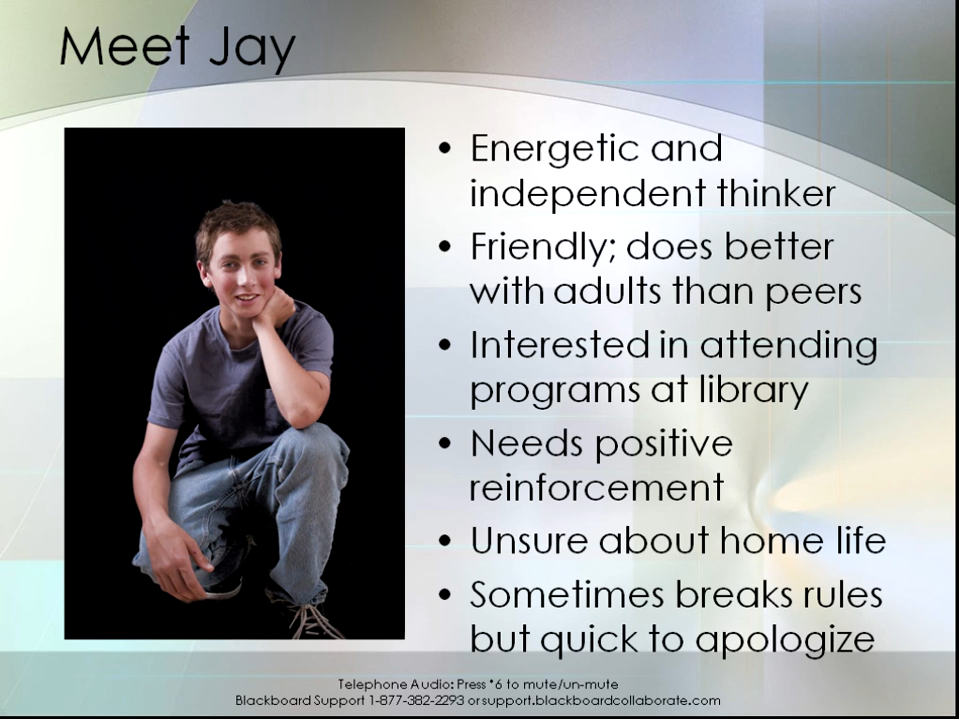 Meet Jay
• Energetic and
independent thinker
• Friendly; does better
with adults than peers
• Interested in attending
programs at library
• Needs positive
reinforcement
• Unsure about home life
• Sometimes breaks rules
but quick to apologize
Telephone Audio: Press *6 to mute/un-mute
Blackboard Support 1-877-382-2293 or support.blackboardcollaborate.com